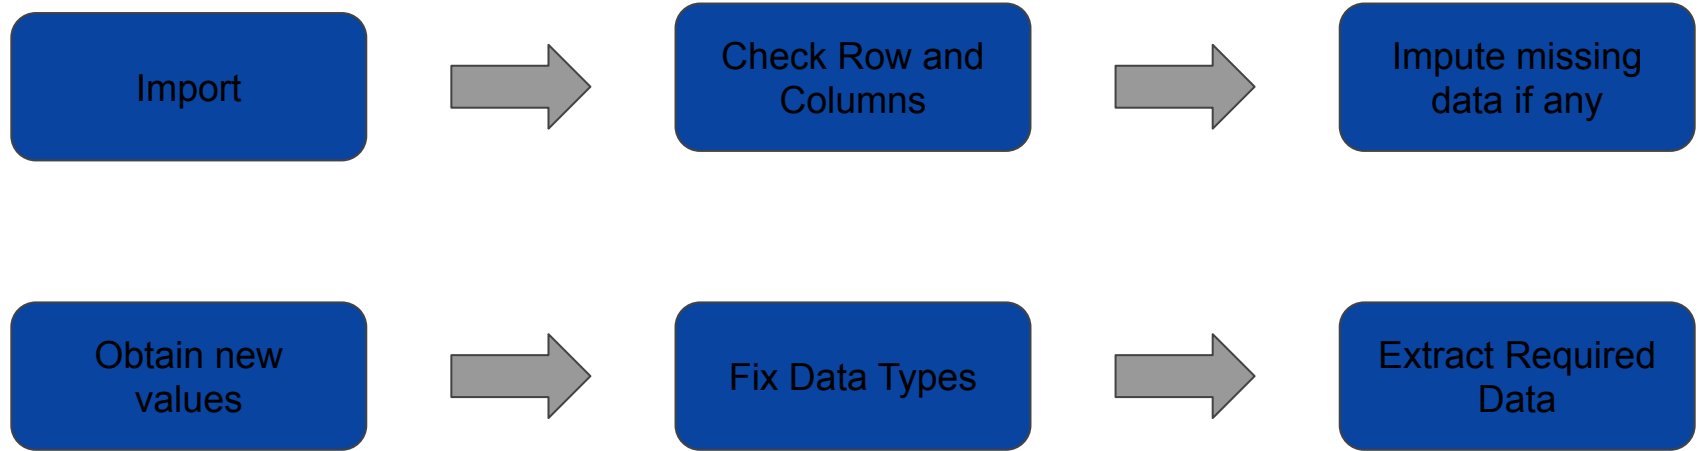 Import
Check Row and
Columns
Impute missing
data if any
Obtain new
values
Fix Data Types
Extract Required
Data